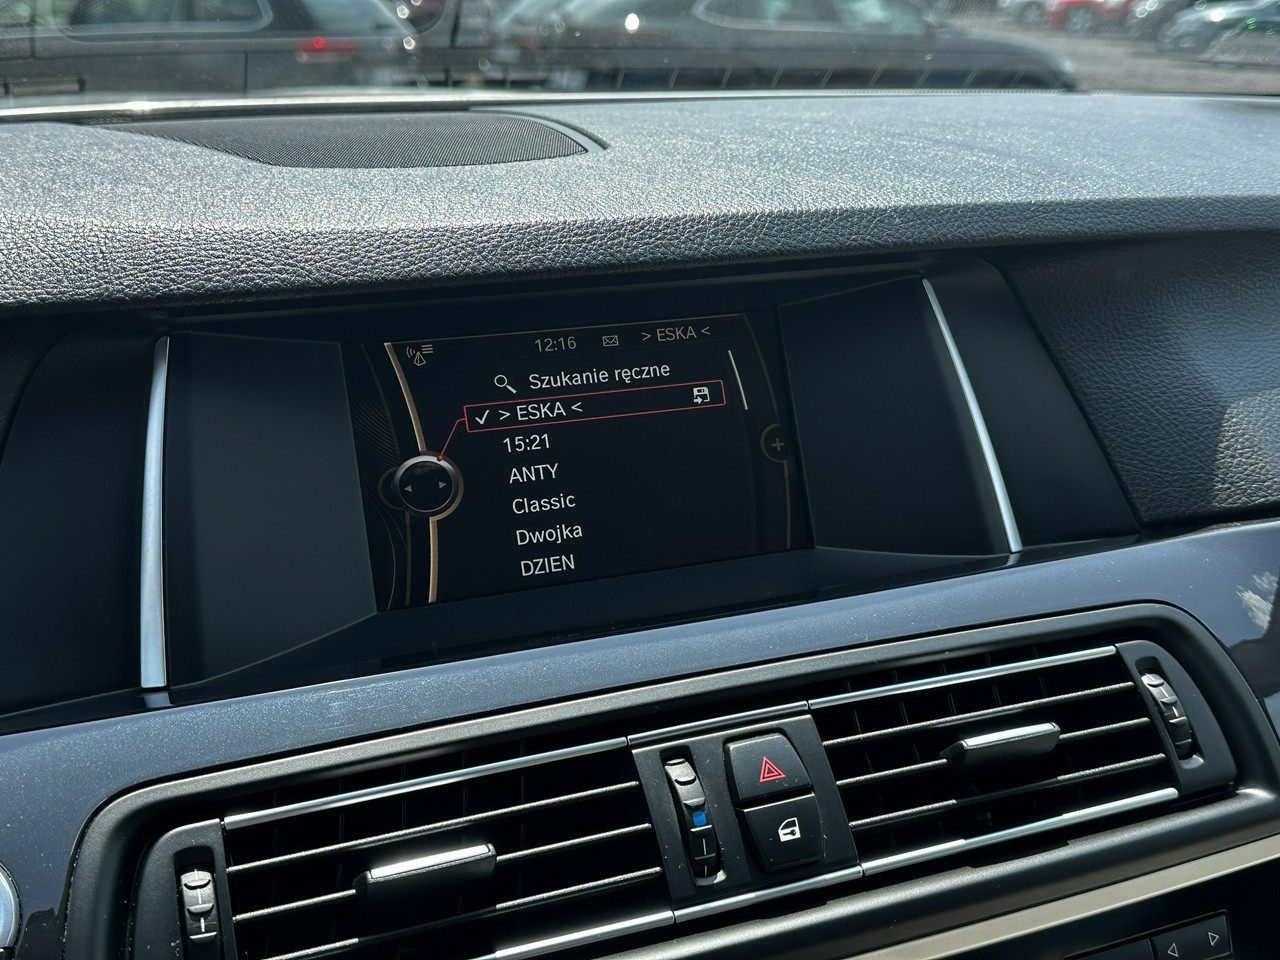 12:16 > ESKA <
Szukanie ręczne
> ESKA <
15:21
ANTY
Classic
Dwojka
DZIEN